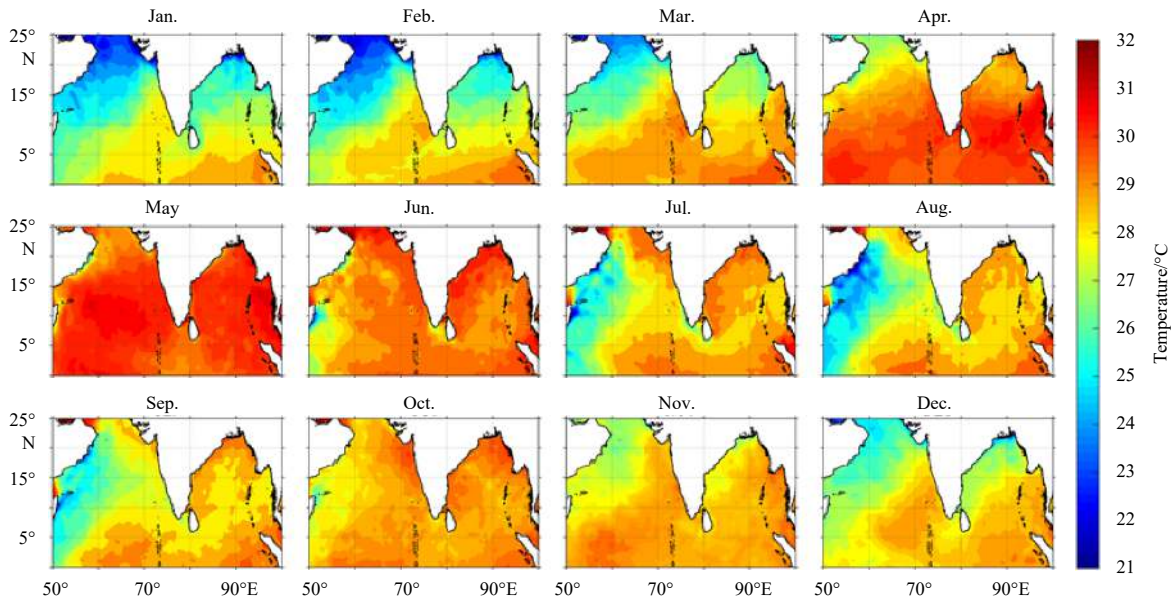 Jan. Feb. Mar. Apr.
25° 32
N
31
15° 30
5° 29
May Jun. Jul. Aug.
25° 28
N
27
15°
26
5° 25
Sep. Oct. Nov. Dec.
25° 24
N
23
15°
22
5°
21
50° 70° 90°E 50° 70° 90°E 50° 70° 90°E 50° 70° 90°E
Temperature/°C